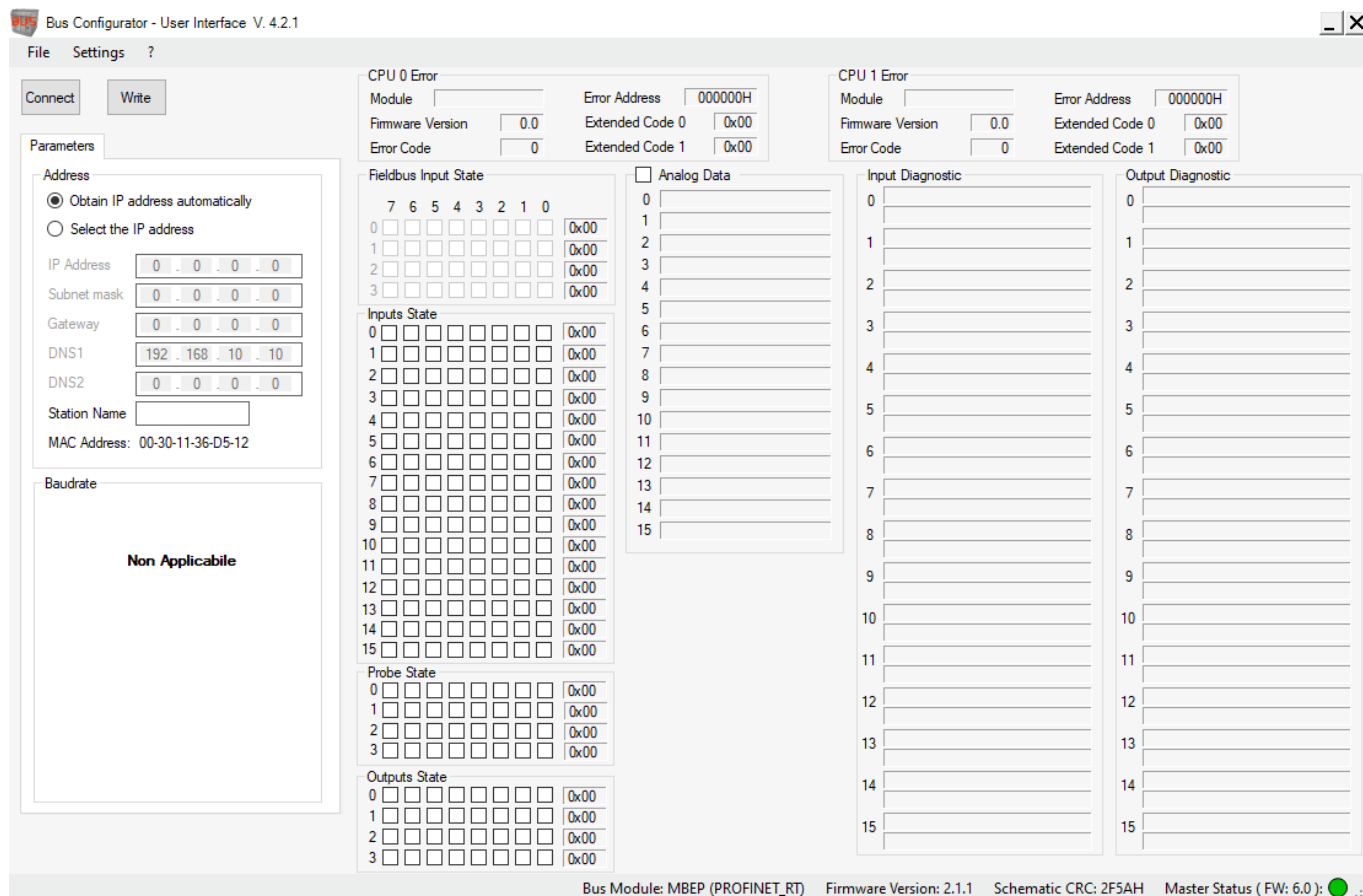 BUS Bus Configurator - User Interface V. 4.2.1
File Settings ?
Connect Write
Parameters
Address
Obtain IP address automatically
Select the IP address
IP Address 0 . 0 . 0 . 0
Subnet mask 0 . 0 . 0 . 0
Gateway 0 . 0 . 0 . 0
DNS1 192 . 168 . 10 . 10
DNS2 0 . 0 . 0 . 0
Station Name
MAC Address: 00-30-11-36-D5-12
Baudrate
Non Applicabile
CPU 0 Error
Module Error Address 000000H
Firmware Version 0.0 Extended Code 0 0x00
Error Code 0 Extended Code 1 0x00
CPU 1 Error
Module Error Address 000000H
Firmware Version 0.0 Extended Code 0 0x00
Error Code 0 Extended Code 1 0x00
Fieldbus Input State
7 6 5 4 3 2 1 0
0 0x00
1 0x00
2 0x00
3 0x00
Inputs State
0 0x00
1 0x00
2 0x00
3 0x00
4 0x00
5 0x00
6 0x00
7 0x00
8 0x00
9 0x00
10 0x00
11 0x00
12 0x00
13 0x00
14 0x00
15 0x00
Probe State
0 0x00
1 0x00
2 0x00
3 0x00
Outputs State
0 0x00
1 0x00
2 0x00
3 0x00
Analog Data
0
1
2
3
4
5
6
7
8
9
10
11
12
13
14
15
Input Diagnostic
0
1
2
3
4
5
6
7
8
9
10
11
12
13
14
15
Output Diagnostic
0
1
2
3
4
5
6
7
8
9
10
11
12
13
14
15
Bus Module: MBEP (PROFINET_RT) Firmware Version: 2.1.1 Schematic CRC: 2F5AH Master Status ( FW: 6.0 ):